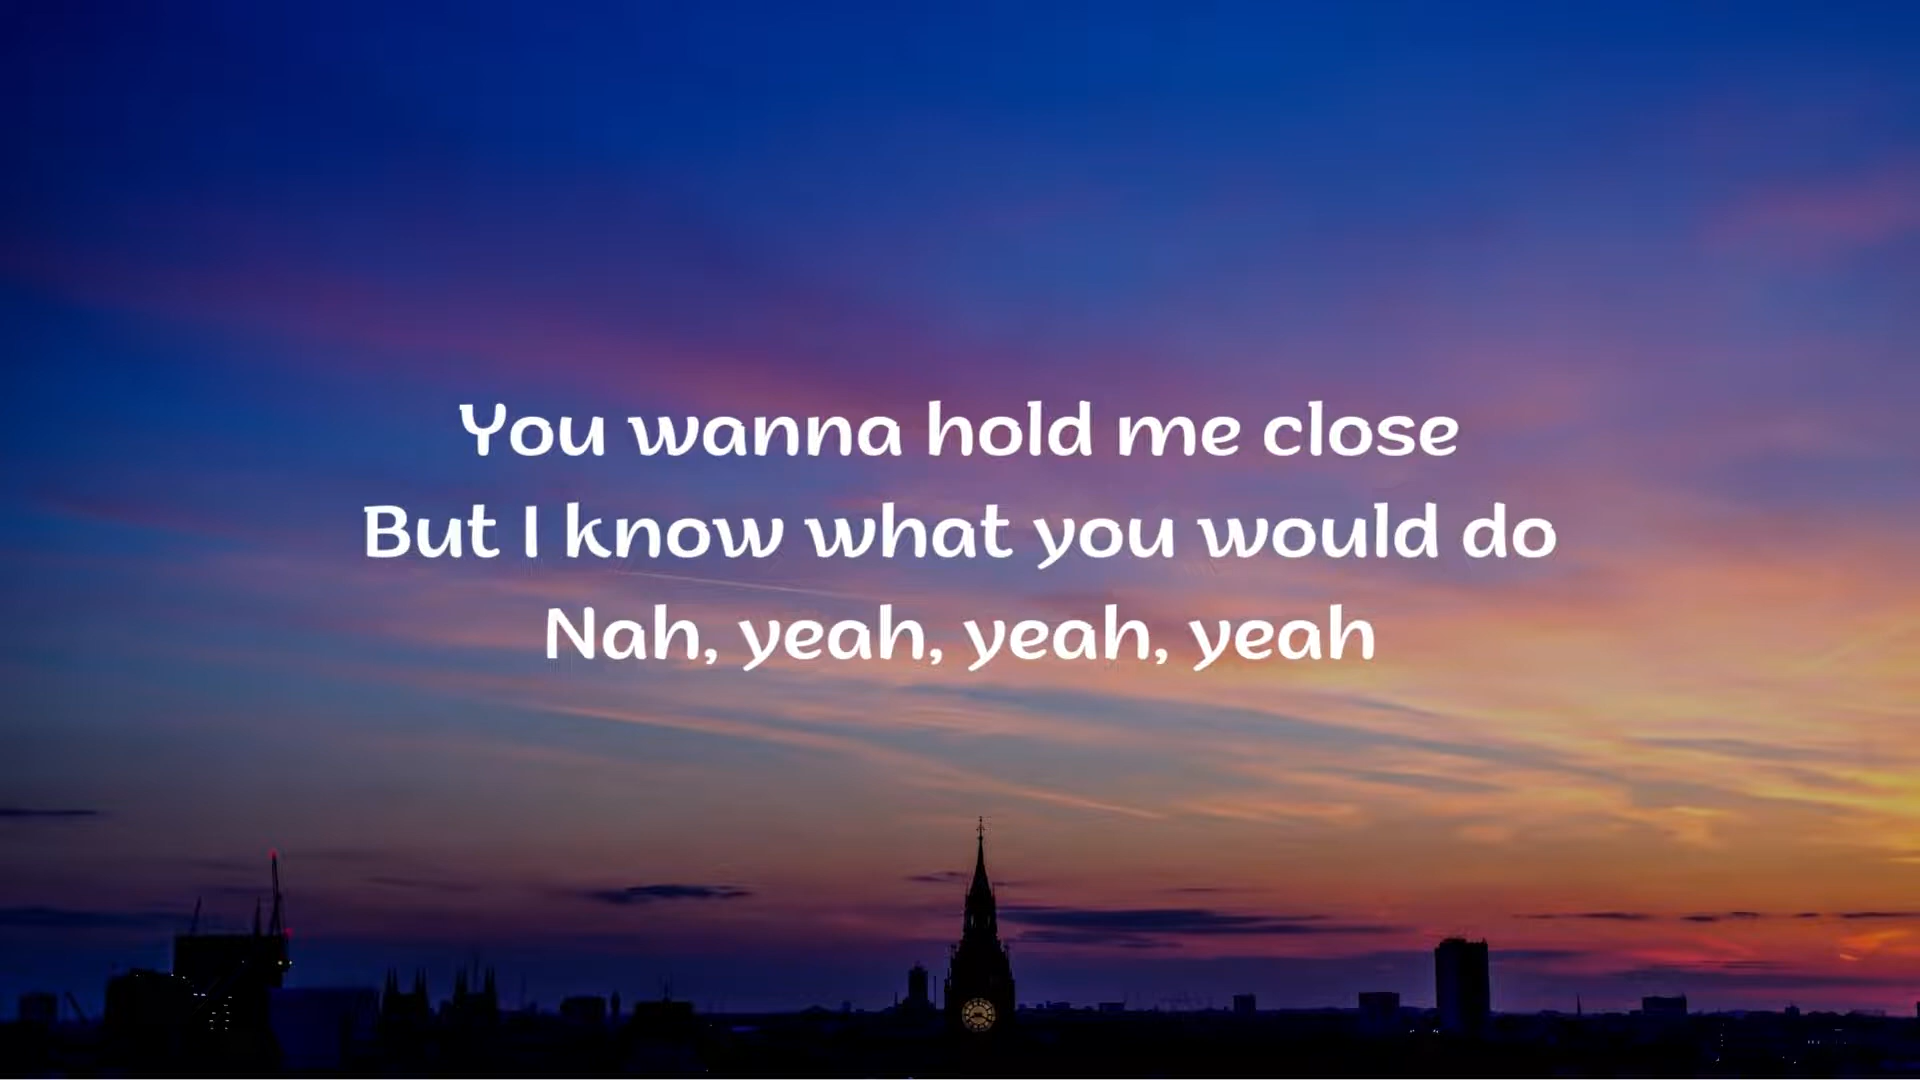 You wanna hold me close
But I know what you would do
Nah, yeah, yeah, yeah